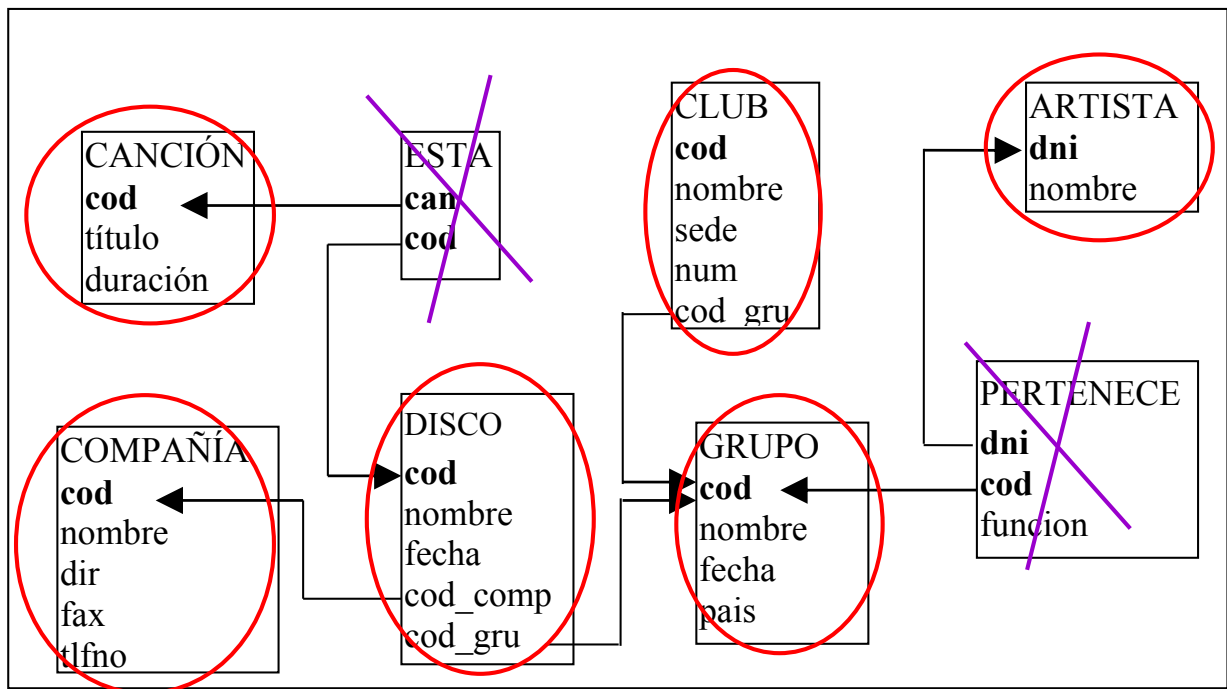 CANCIÓN
cod
título
duración
ESTA
can
cod
CLUB
cod
nombre
sede
num
cod_gru
ARTISTA
dni
nombre
COMPAÑÍA
cod
nombre
dir
fax
tlfno
DISCO
cod
nombre
fecha
cod_comp
cod_gru
GRUPO
cod
nombre
fecha
pais
PERTENECE
dni
cod
funcion